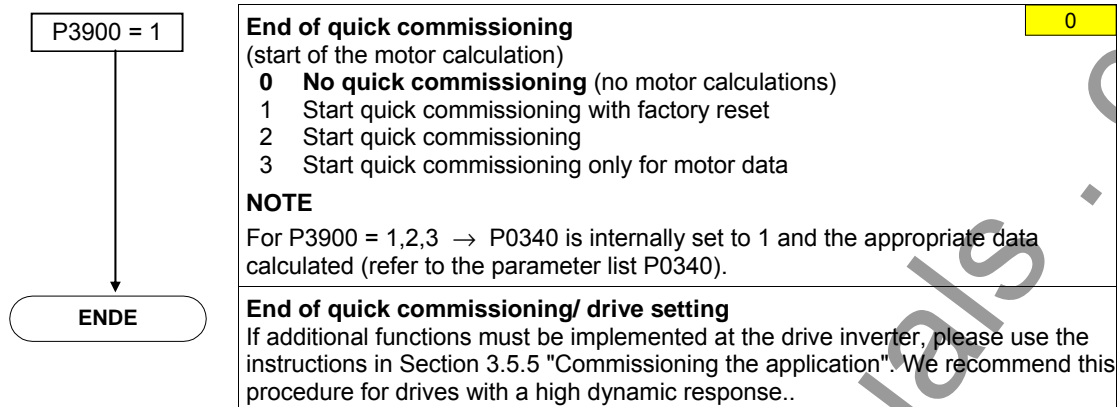 P3900 = 1
End of quick commissioning
0
(start of the motor calculation)
0 No quick commissioning (no motor calculations)
1 Start quick commissioning with factory reset
2 Start quick commissioning
3 Start quick commissioning only for motor data
NOTE
For P3900 = 1,2,3 → P0340 is internally set to 1 and the appropriate data
calculated (refer to the parameter list P0340).
ENDE
End of quick commissioning/ drive setting
If additional functions must be implemented at the drive inverter, please use the
instructions in Section 3.5.5 "Commissioning the application". We recommend this
procedure for drives with a high dynamic response..